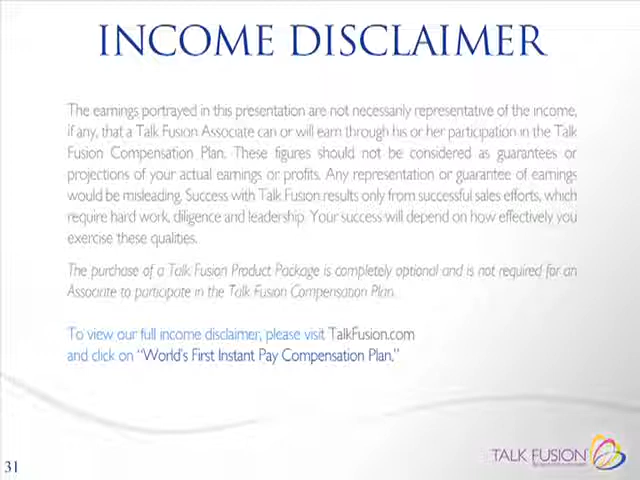 INCOME DISCLAIMER
The earnings portrayed in this presentation are not necessarily representative of the income,
if any, that a Talk Fusion Associate can or will earn through his or her participation in the Talk
Fusion Compensation Plan. These figures should not be considered as guarantees or
projections of your actual earnings or profits. Any representation or guarantee of earnings
would be misleading. Success with Talk Fusion results only from successful sales efforts, which
require hard work, diligence and leadership. Your success will depend on how effectively you
exercise these qualities.
The purchase of a Talk Fusion Product Package is completely optional and is not required for an
Associate to participate in the Talk Fusion Compensation Plan.
To view our full income disclaimer, please visit TalkFusion.com
and click on “World's First Instant Pay Compensation Plan.”
31
TALK FUSION